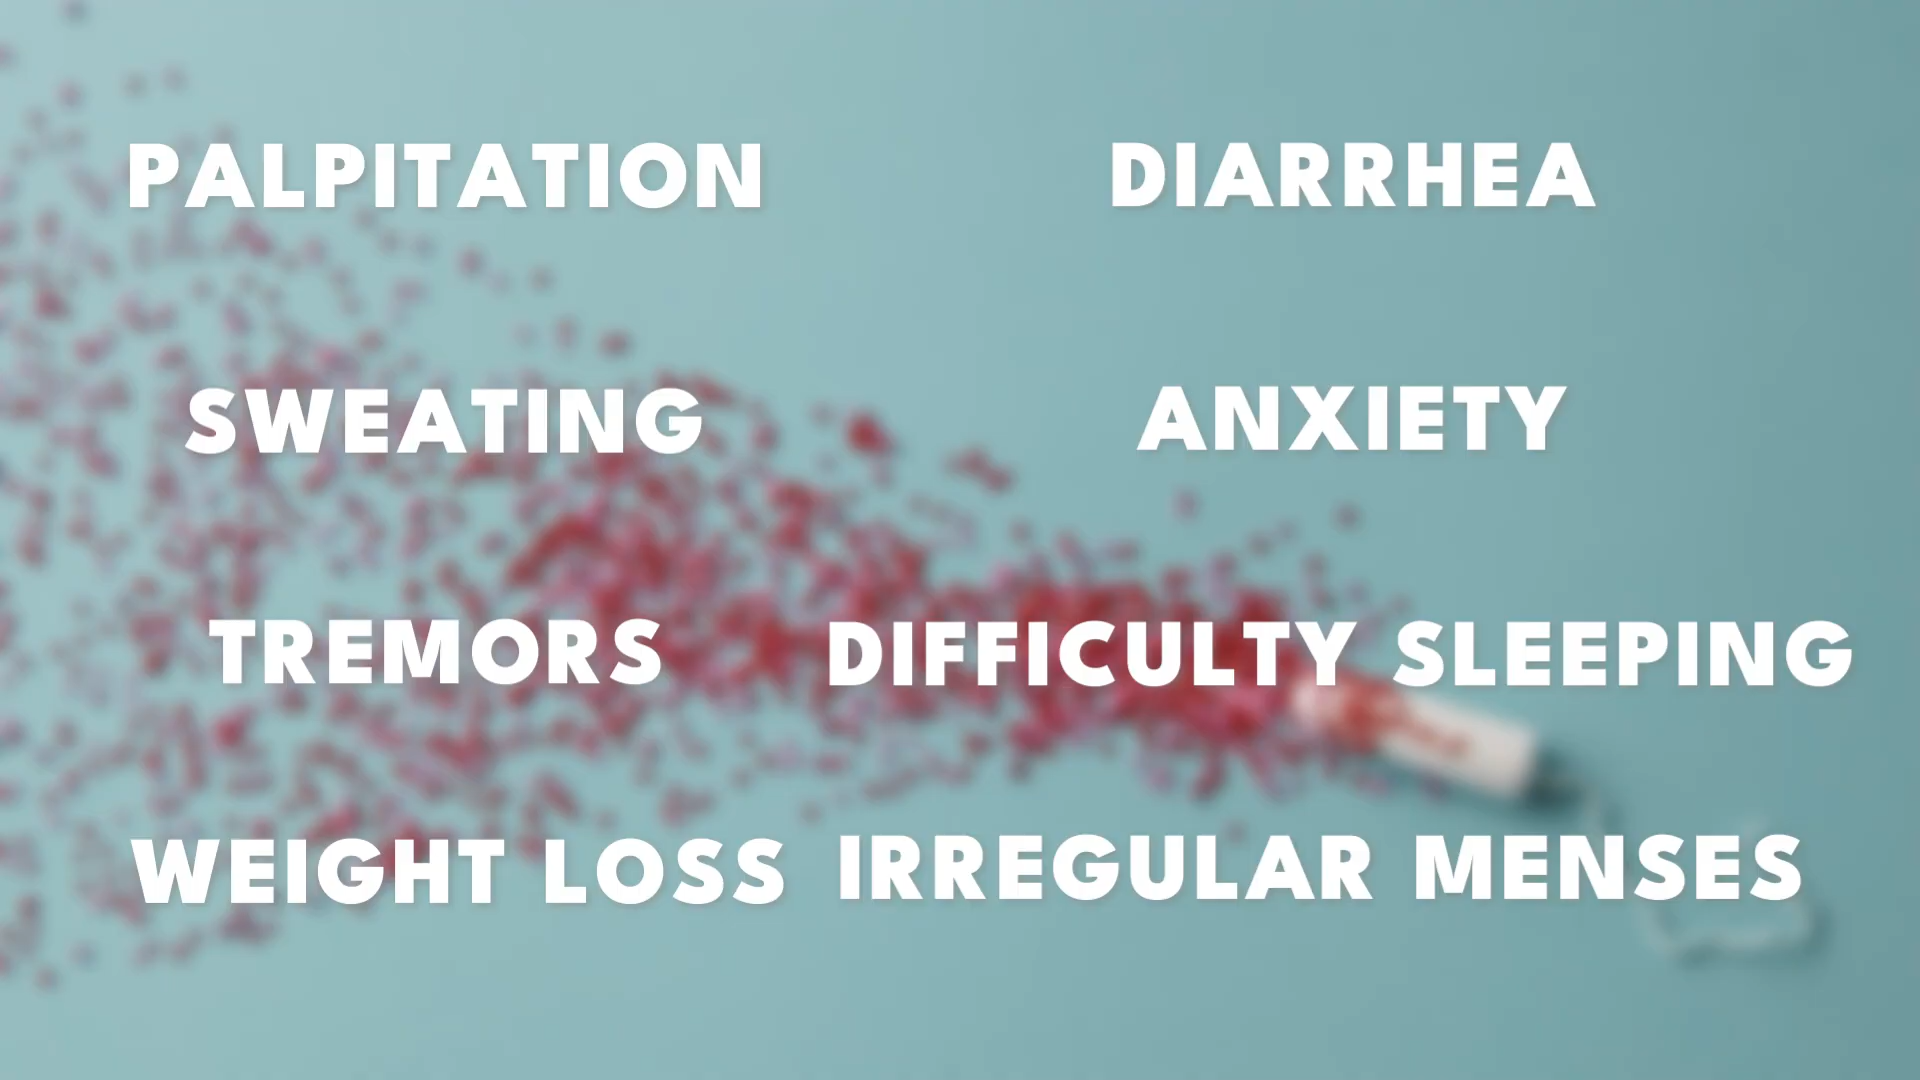 PALPITATION
DIARRHEA
SWEATING
ANXIETY
TREMORS
DIFFICULTY SLEEPING
WEIGHT LOSS
IRREGULAR MENSES